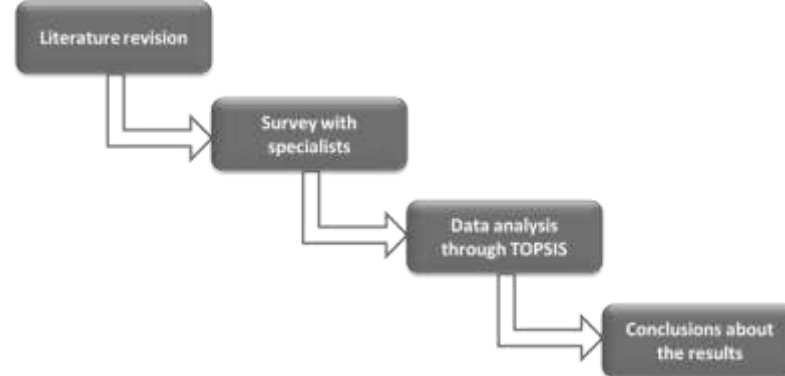 Literature revision
Survey with
specialists
Data analysis
through TOPSIS
Conclusions about
the results